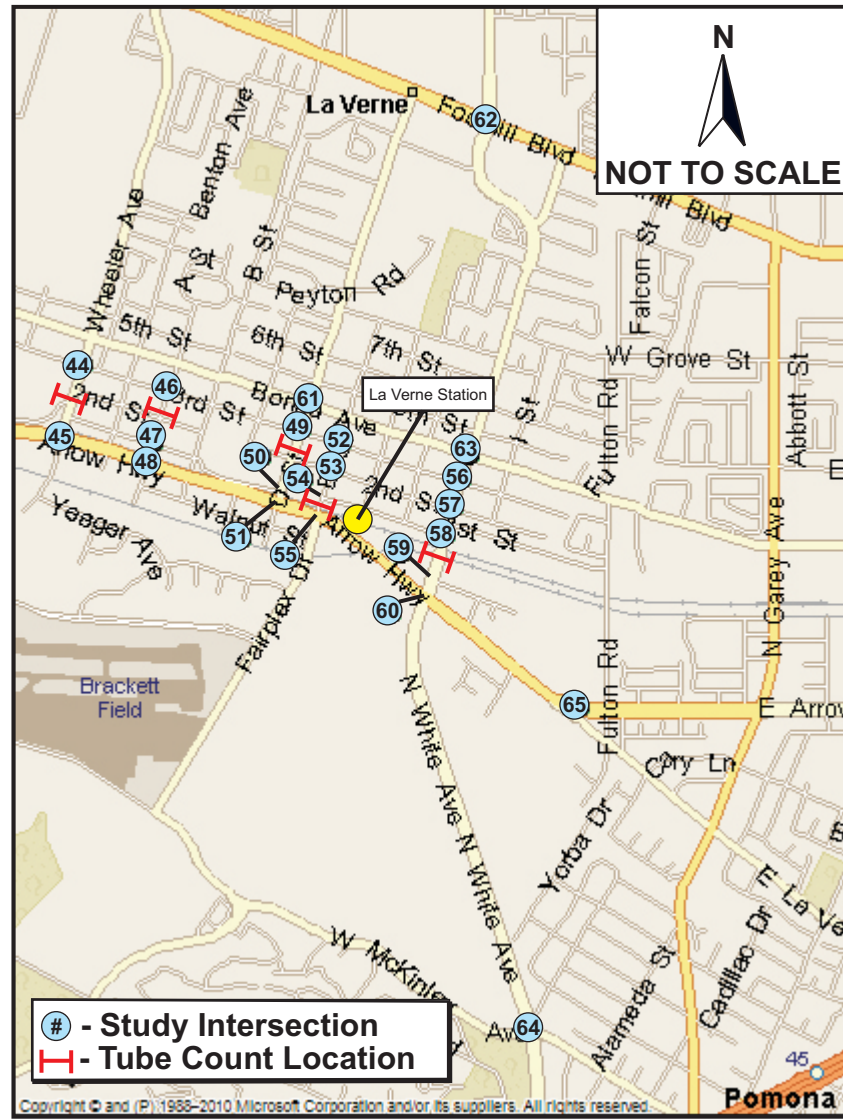 N
NOT TO SCALE
La Verne
Foothill Blvd
62
Benton Ave
Wheeler Ave
A St
B St
Peyton Rd
Falcon St
5th St
6th St
7th St
W Grove St
Abbott St
44
46
61
La Verne Station
2nd St
3rd St
Bonita Ave
I St
Fulton Rd
49
52
63
45
47
48
50
53
54
56
57
58
Arrow Hwy
2nd St
1st St
51
Walnut St
55
59
60
Arrow Hwy
Yeager Ave
Fairplex Dr
N Garey Ave
Brackett
Field
65
Fulton Rd
E Arrow
N White Ave
N White Ave
Yorba Dr
E La Ve
W McKinley Ave
64
Alameda St
Cadillac Dr
# - Study Intersection
- Tube Count Location
45
Pomona
Copyright © and (P) 1988–2010 Microsoft Corporation and/or its suppliers. All rights reserved.